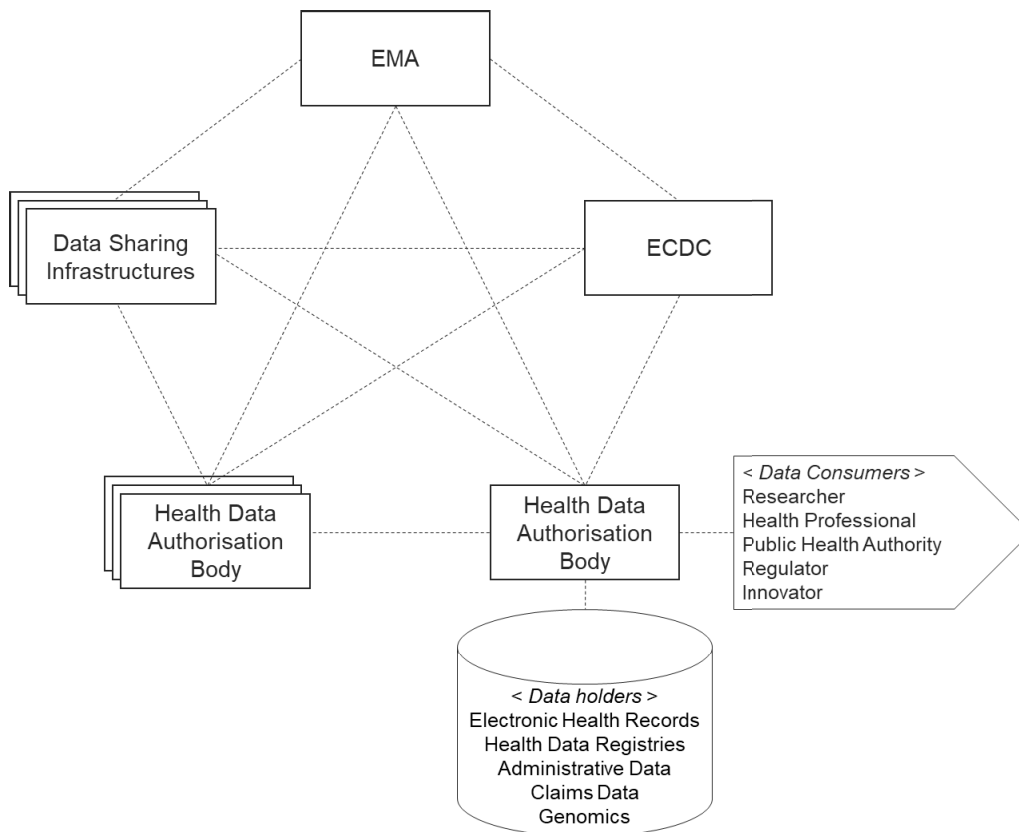 EMA
Data Sharing
Infrastructures
ECDC
Health Data
Authorisation
Body
Health Data
Authorisation
Body
< Data Consumers >
Researcher
Health Professional
Public Health Authority
Regulator
Innovator
< Data holders >
Electronic Health Records
Health Data Registries
Administrative Data
Claims Data
Genomics